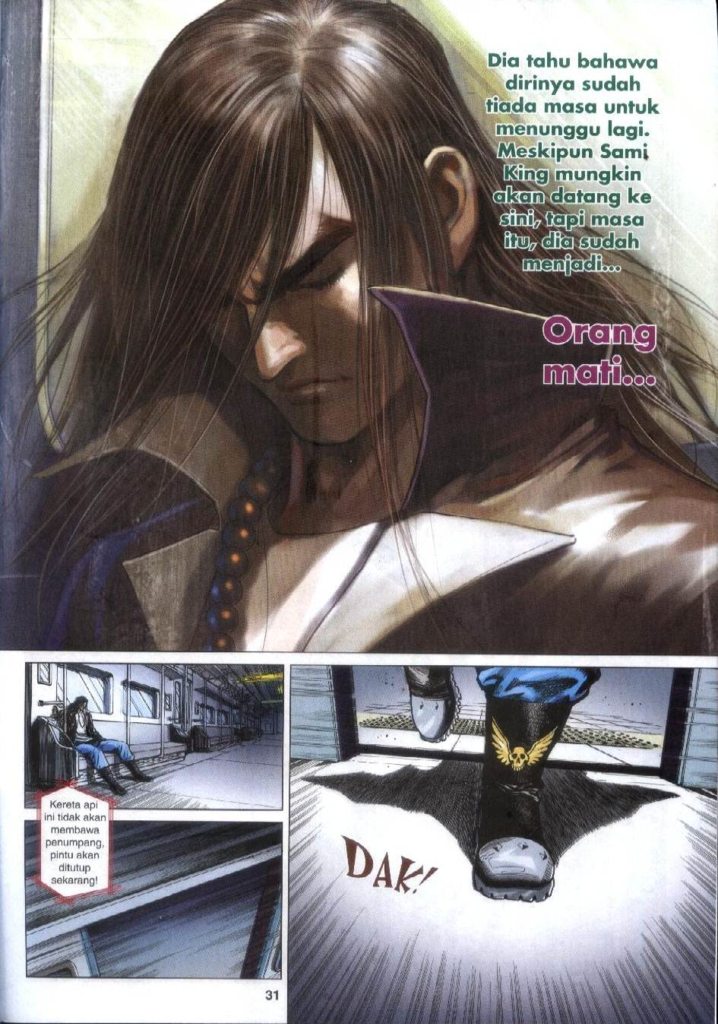 Dia tahu bahawa
dirinya sudah
tiada masa untuk
menunggu lagi.
Meskipun Sami
King mungkin
akan datang ke
sini, tapi masa
itu, dia sudah
menjadi...
Orang
mati...
Kereta api
ini tidak akan
membawa
penumpang,
pintu akan
ditutup
sekarang!
DAK!
31